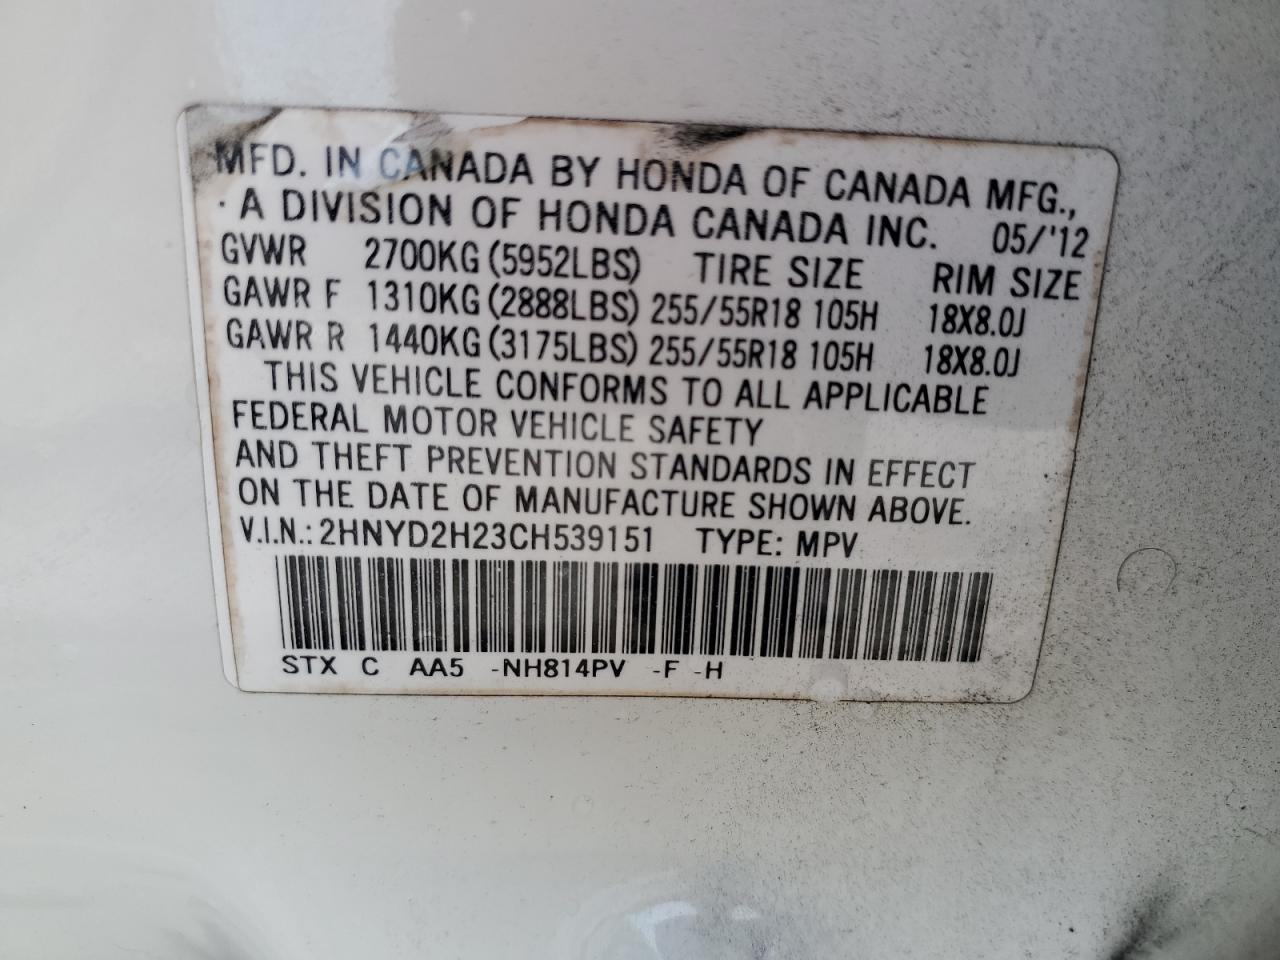 MFD. IN CANADA BY HONDA OF CANADA MFG.,
· A DIVISION OF HONDA CANADA INC. 05/'12
GVWR 2700KG (5952LBS) TIRE SIZE RIM SIZE
GAWR F 1310KG (2888LBS) 255/55R18 105H 18X8.0J
GAWR R 1440KG (3175LBS) 255/55R18 105H 18X8.0J
THIS VEHICLE CONFORMS TO ALL APPLICABLE
FEDERAL MOTOR VEHICLE SAFETY
AND THEFT PREVENTION STANDARDS IN EFFECT
ON THE DATE OF MANUFACTURE SHOWN ABOVE.
V.I.N.: 2HNYD2H23CH539151 TYPE: MPV
STX C AA5 -NH814PV -F -H